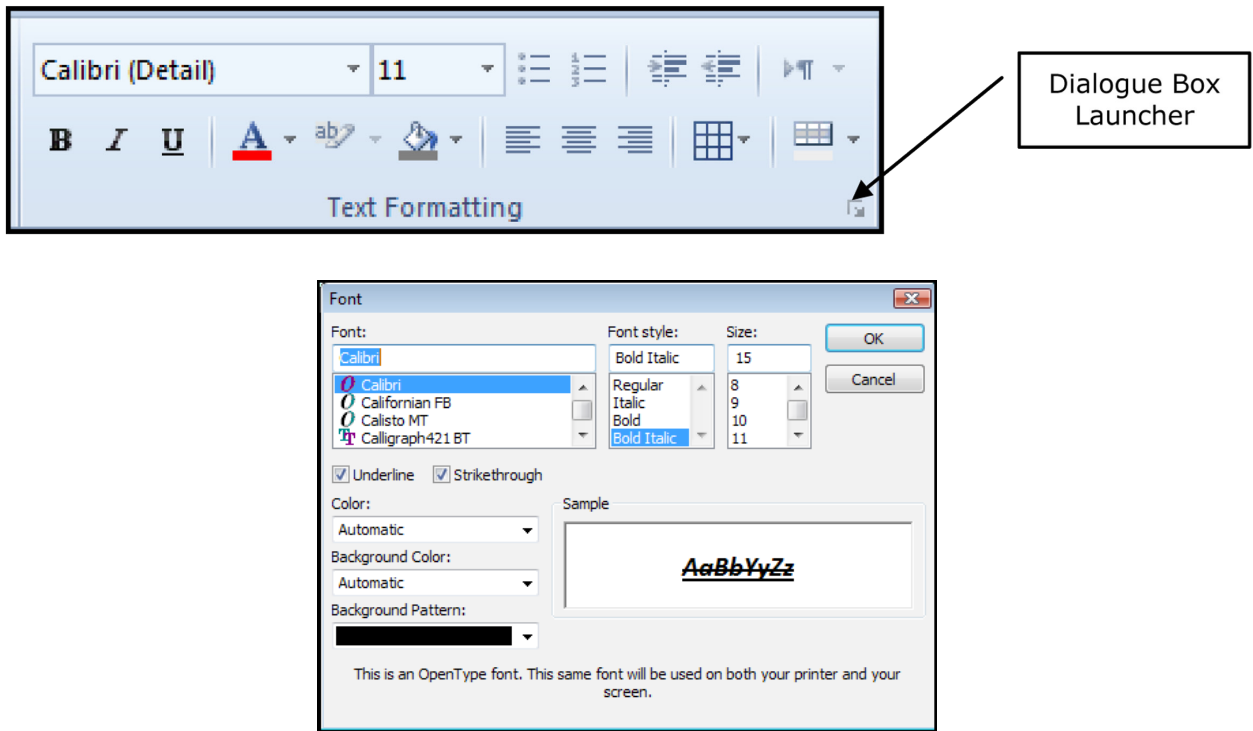 Calibri (Detail) 11
Dialogue Box
Launcher
B I U A ab
Text Formatting
Font
Font: Font style: Size:
Calibri Bold Italic 15 OK
Calibri Regular 8 Cancel
Californian FB Italic 9
Calisto MT Bold 10
Calligraph421 BT Bold Italic 11
Underline Strikethrough
Color: Sample
Automatic
Background Color:
AaBbYyZz
Automatic
Background Pattern:
This is an OpenType font. This same font will be used on both your printer and your
screen.